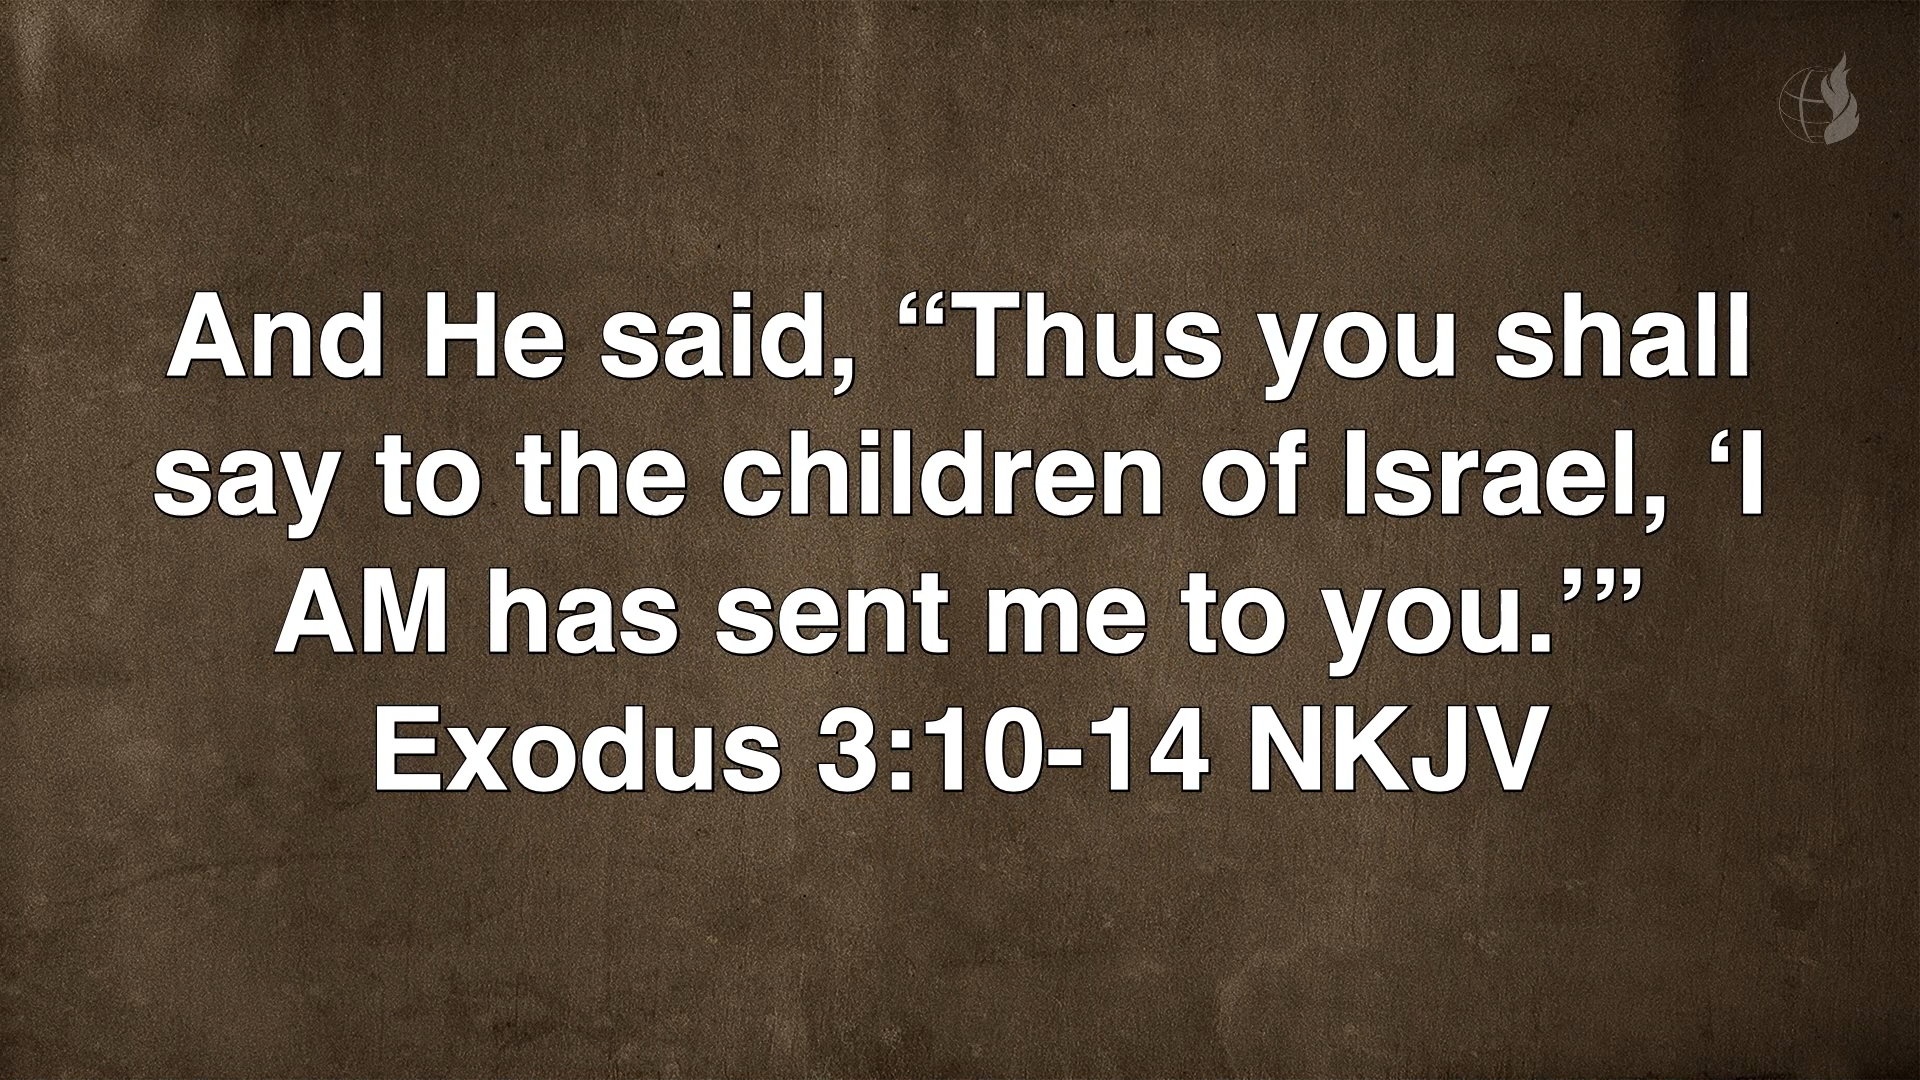 And He said, “Thus you shall
say to the children of Israel, ‘I
AM has sent me to you.’”
Exodus 3:10-14 NKJV